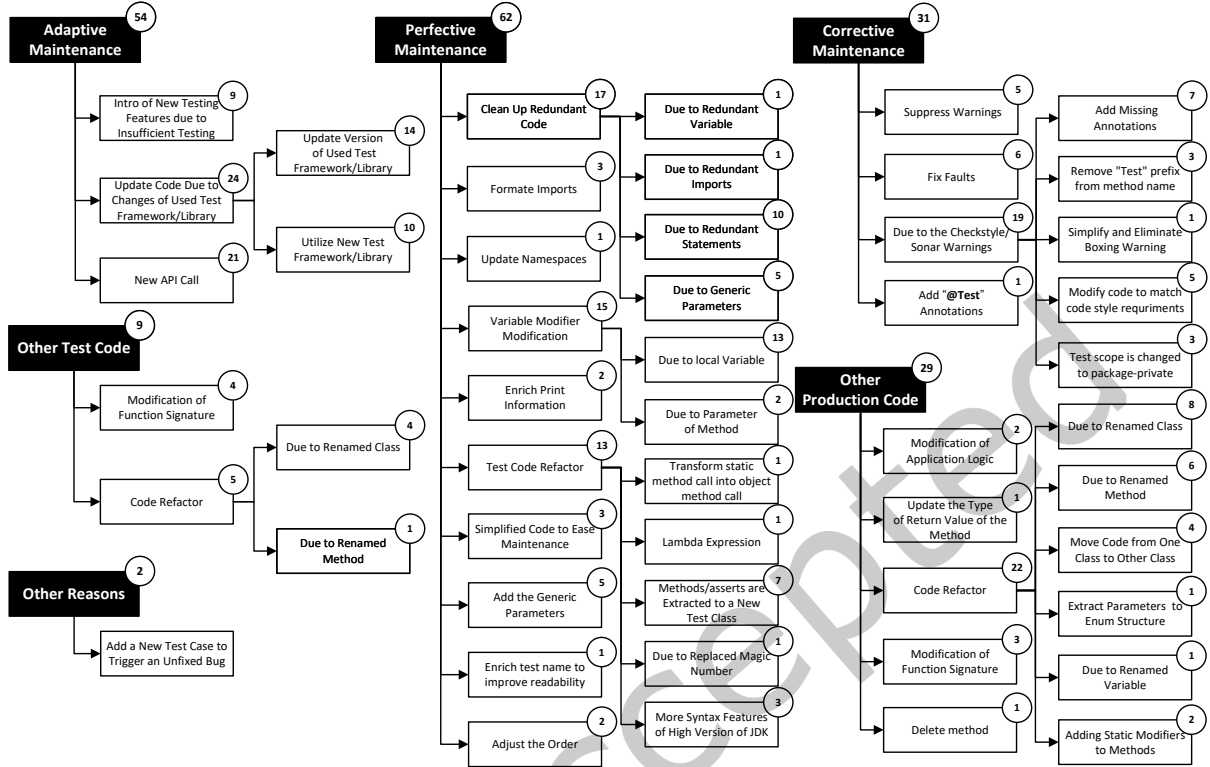 Adaptive
Maintenance
54
Intro of New Testing
Features due to
Insufficient Testing
9
Update Code Due to
Changes of Used Test
Framework/Library
24
Update Version
of Used Test
Framework/Library
14
Utilize New Test
Framework/Library
10
New API Call
21
Other Test Code
9
Modification of
Function Signature
4
Code Refactor
5
Due to Renamed Class
4
Due to Renamed
Method
1
Other Reasons
2
Add a New Test Case to
Trigger an Unfixed Bug
Perfective
Maintenance
62
Clean Up Redundant
Code
17
Due to Redundant
Variable
1
Due to Redundant
Imports
1
Due to Redundant
Statements
10
Due to Generic
Parameters
5
Formate Imports
3
Update Namespaces
1
Variable Modifier
Modification
15
Due to local Variable
13
Due to Parameter
of Method
2
Enrich Print
Information
2
Test Code Refactor
13
Transform static
method call into object
method call
1
Lambda Expression
1
Methods/asserts are
Extracted to a New
Test Class
7
Due to Replaced Magic
Number
1
More Syntax Features
of High Version of JDK
3
Simplified Code to Ease
Maintenance
3
Add the Generic
Parameters
5
Enrich test name to
improve readability
1
Adjust the Order
2
Corrective
Maintenance
31
Suppress Warnings
5
Fix Faults
6
Due to the Checkstyle/
Sonar Warnings
19
Add Missing
Annotations
7
Remove "Test" prefix
from method name
3
Simplify and Eliminate
Boxing Warning
1
Modify code to match
code style requriments
5
Test scope is changed
to package-private
3
Add “@Test”
Annotations
1
Other
Production Code
29
Modification of
Application Logic
2
Update the Type
of Return Value of the
Method
1
Code Refactor
22
Due to Renamed Class
8
Due to Renamed
Method
6
Move Code from One
Class to Other Class
4
Extract Parameters to
Enum Structure
1
Due to Renamed
Variable
1
Adding Static Modifiers
to Methods
2
Modification of
Function Signature
3
Delete method
1
ccepted